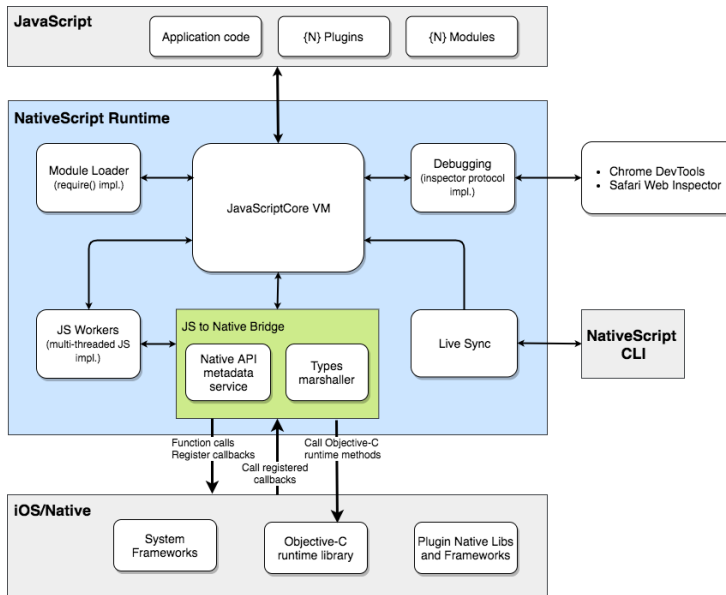 JavaScript
Application code
{N} Plugins
{N} Modules
NativeScript Runtime
Module Loader
(require() impl.)
JavaScriptCore VM
Debugging
(inspector protocol
impl.)
• Chrome DevTools
• Safari Web Inspector
JS Workers
(multi-threaded JS
impl.)
JS to Native Bridge
Native API
metadata
service
Types
marshaller
Live Sync
NativeScript
CLI
Function calls
Register callbacks
Call registered
callbacks
Call Objective-C
runtime methods
iOS/Native
System
Frameworks
Objective-C
runtime library
Plugin Native Libs
and Frameworks